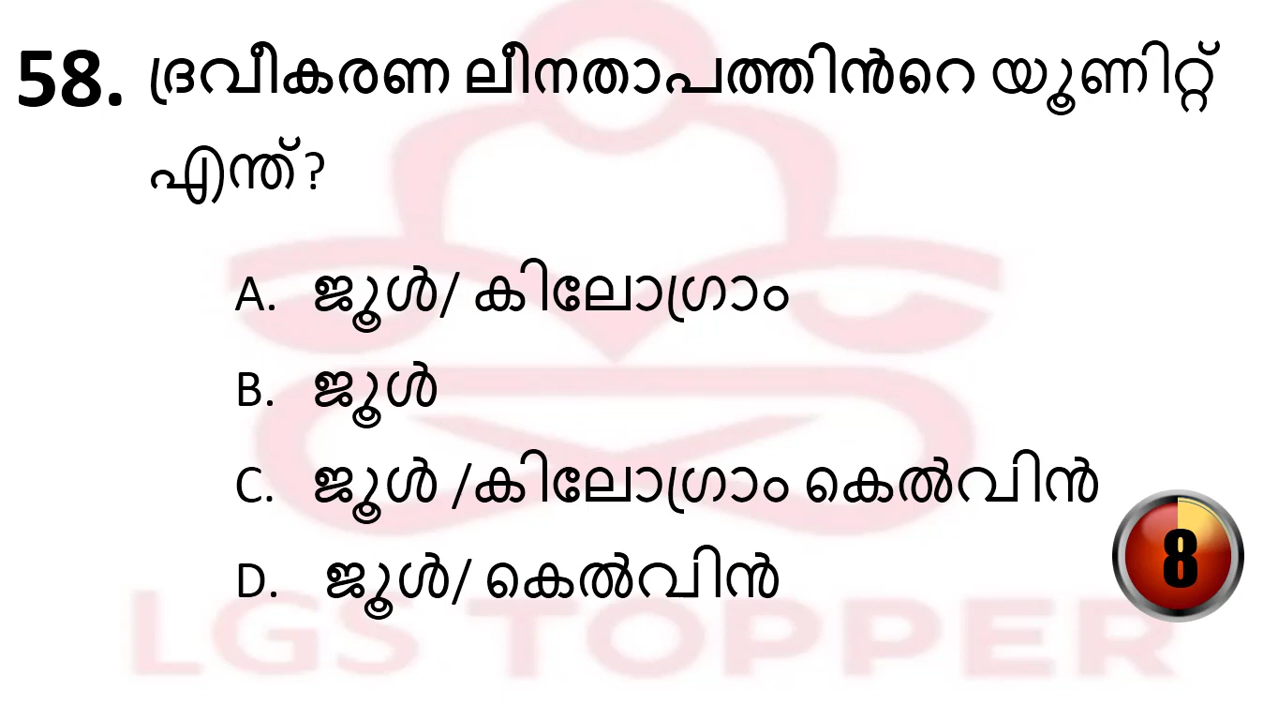 58. ദ്രവീകരണ ലീനതാപത്തിൻറെ യൂണിറ്റ്
എന്ത്?
A. ജൂൾ/ കിലോഗ്രാം
B. ജൂൾ
C. ജൂൾ /കിലോഗ്രാം കെൽവിൻ
D. ജൂൾ/ കെൽവിൻ
8
LGS TOPPER